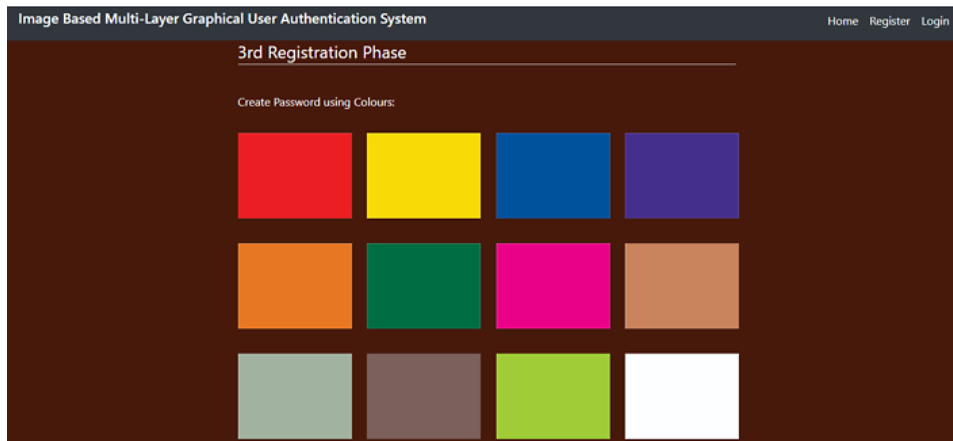 Image Based Multi-Layer Graphical User Authentication System
Home Register Login
3rd Registration Phase
Create Password using Colours: